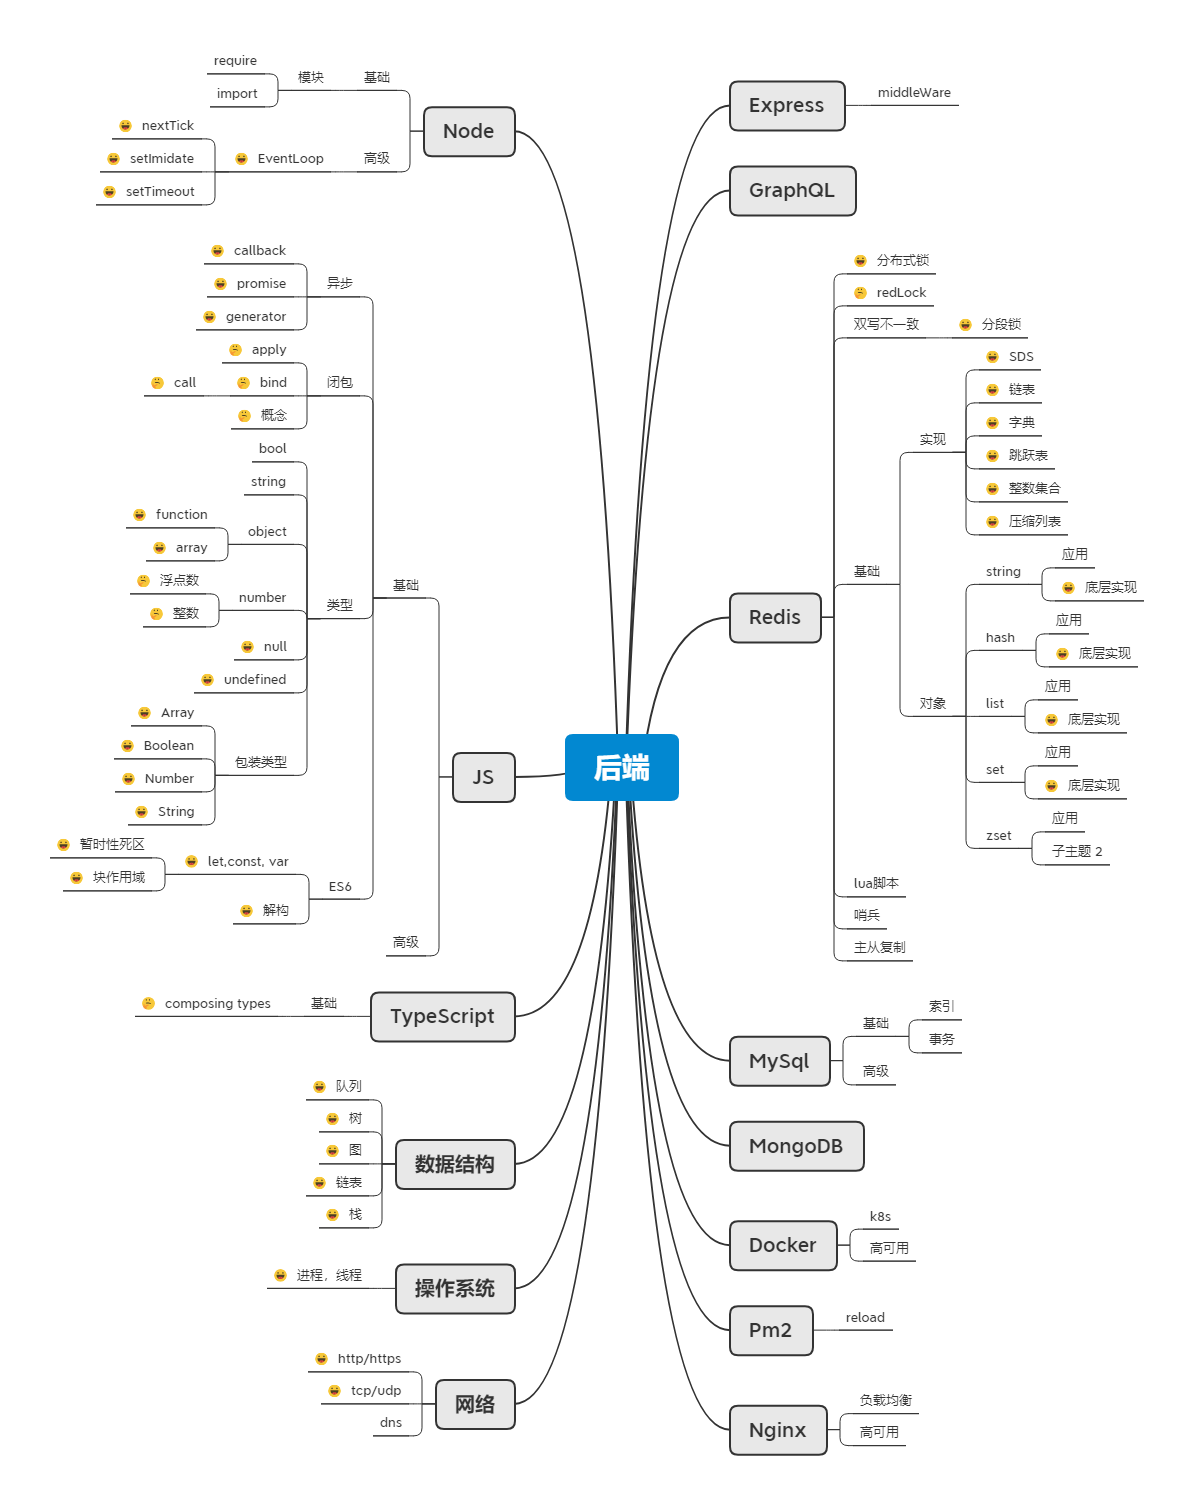 后端
Node
基础
模块
require
import
高级
EventLoop
nextTick
setImidate
setTimeout
JS
基础
异步
callback
promise
generator
闭包
apply
bind
call
概念
类型
bool
string
object
function
array
number
浮点数
整数
null
undefined
包装类型
Array
Boolean
Number
String
ES6
let,const, var
暂时性死区
块作用域
解构
高级
TypeScript
基础
composing types
数据结构
队列
树
图
链表
栈
操作系统
进程，线程
网络
http/https
tcp/udp
dns
Express
middleWare
GraphQL
Redis
分布式锁
redLock
双写不一致
分段锁
基础
实现
SDS
链表
字典
跳跃表
整数集合
压缩列表
对象
string
应用
底层实现
hash
应用
底层实现
list
应用
底层实现
set
应用
底层实现
zset
应用
子主题 2
lua脚本
哨兵
主从复制
MySql
基础
索引
事务
高级
MongoDB
Docker
k8s
高可用
Pm2
reload
Nginx
负载均衡
高可用